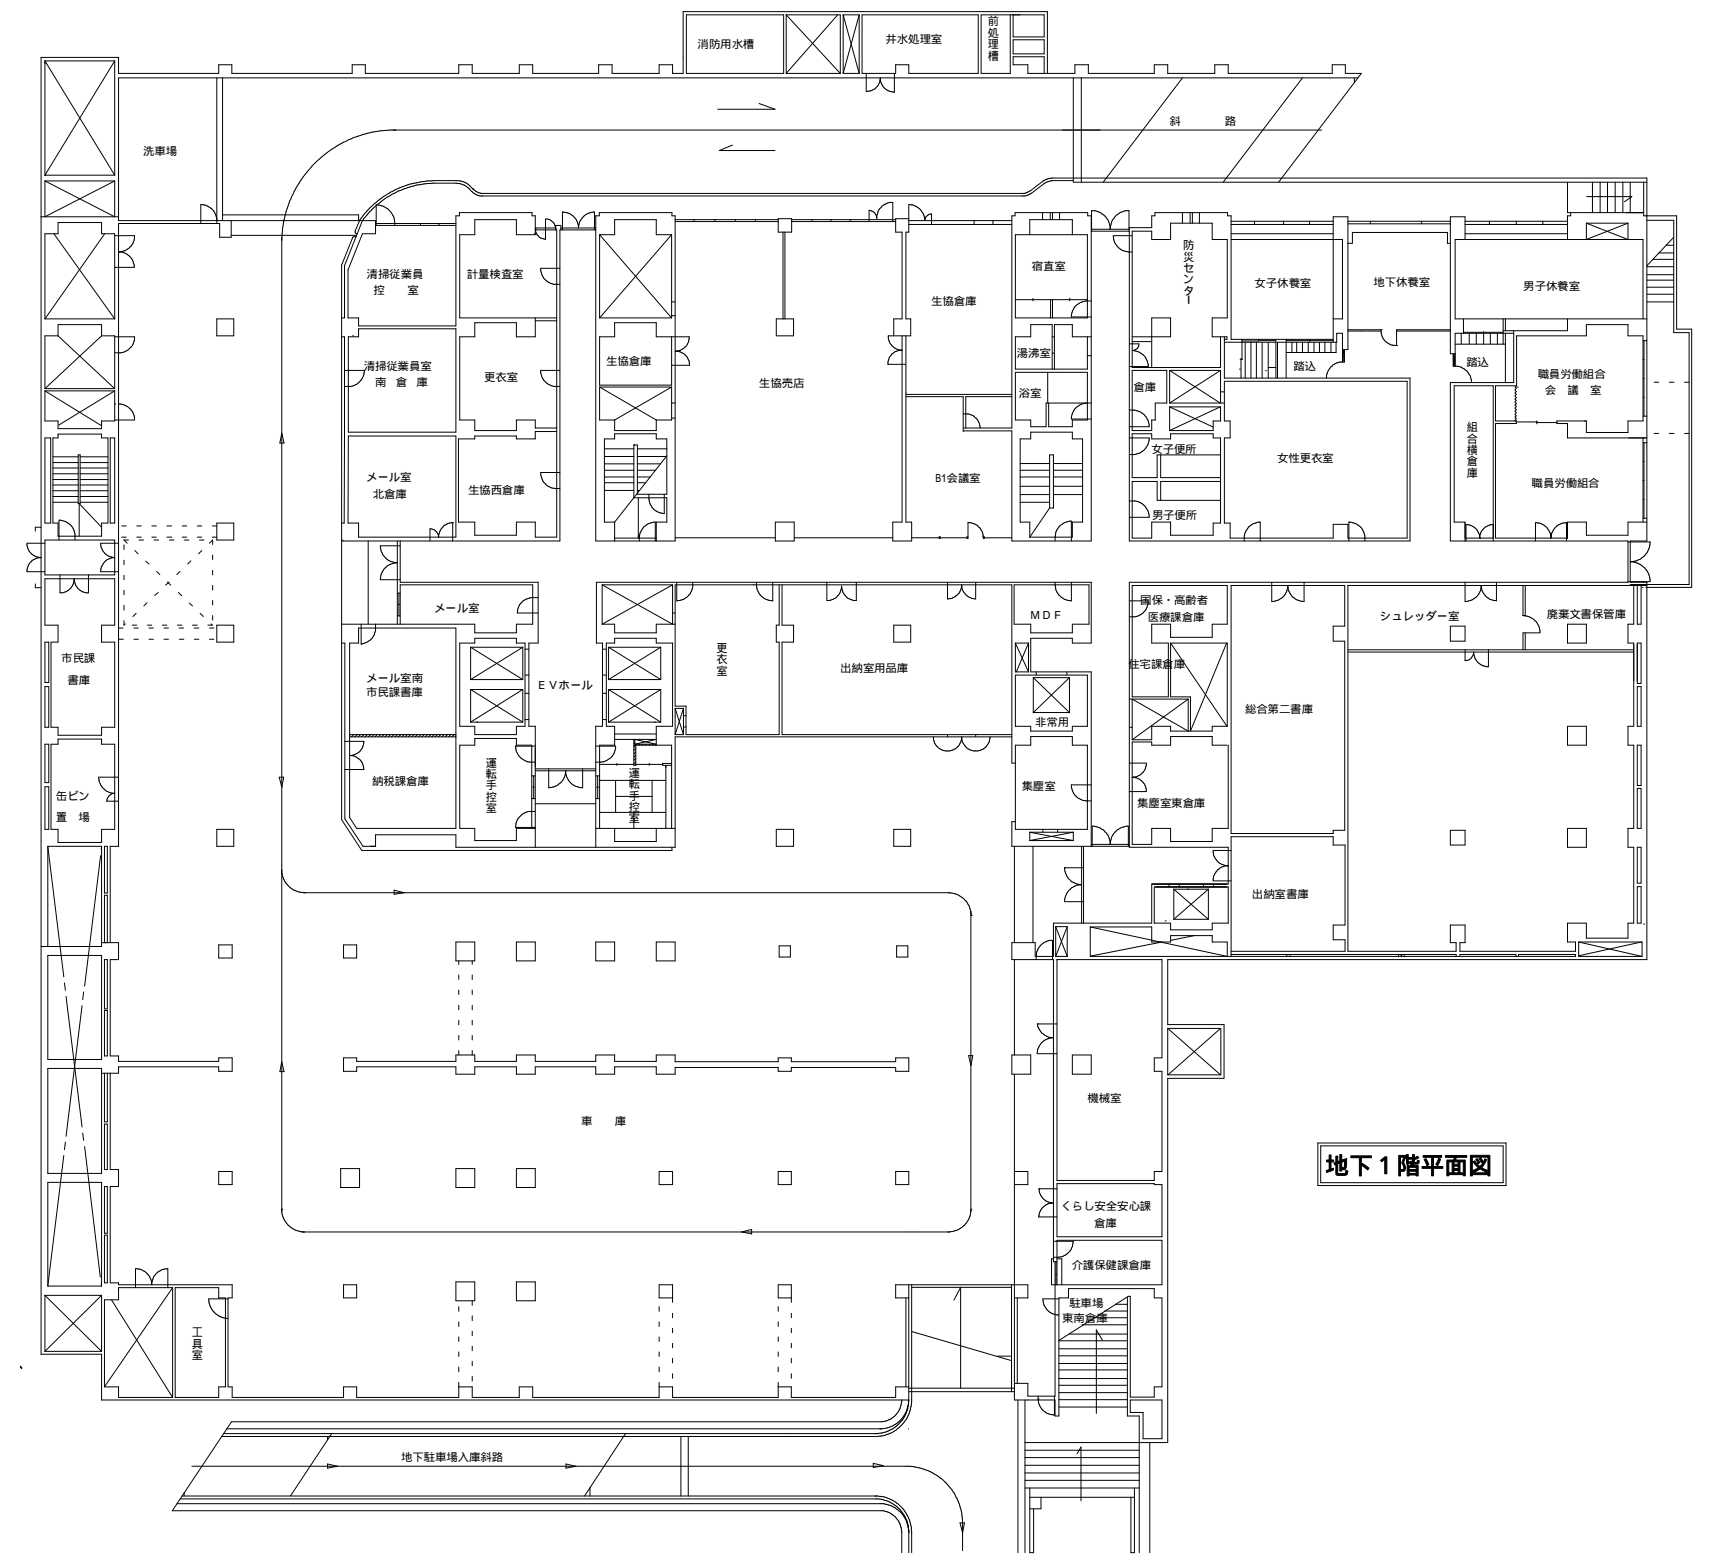 消防用水槽
井水処理室
前処理槽
洗車場
斜　路
清掃従業員
控　室
計量検査室
宿直室
防災センター
女子休養室
地下休養室
男子休養室
生協倉庫
清掃従業員室
南　倉　庫
更衣室
生協倉庫
生協売店
湯沸室
浴室
倉庫
踏込
踏込
職員労働組合
会　議　室
メール室
北倉庫
生協西倉庫
B1会議室
女子便所
男子便所
女性更衣室
組合横倉庫
職員労働組合
メール室
MDF
国保・高齢者
医療課倉庫
シュレッダー室
廃棄文書保管庫
市民課
書庫
メール室南
市民課書庫
EVホール
更衣室
出納室用品庫
住宅課倉庫
非常用
総合第二書庫
缶ビン
置　場
納税課倉庫
運転手控室
運転手控室
集塵室
集塵室東倉庫
出納室書庫
車　庫
機械室
地下1階平面図
くらし安全安心課
倉庫
介護保健課倉庫
駐車場
東南倉庫
工具室
地下駐車場入庫斜路